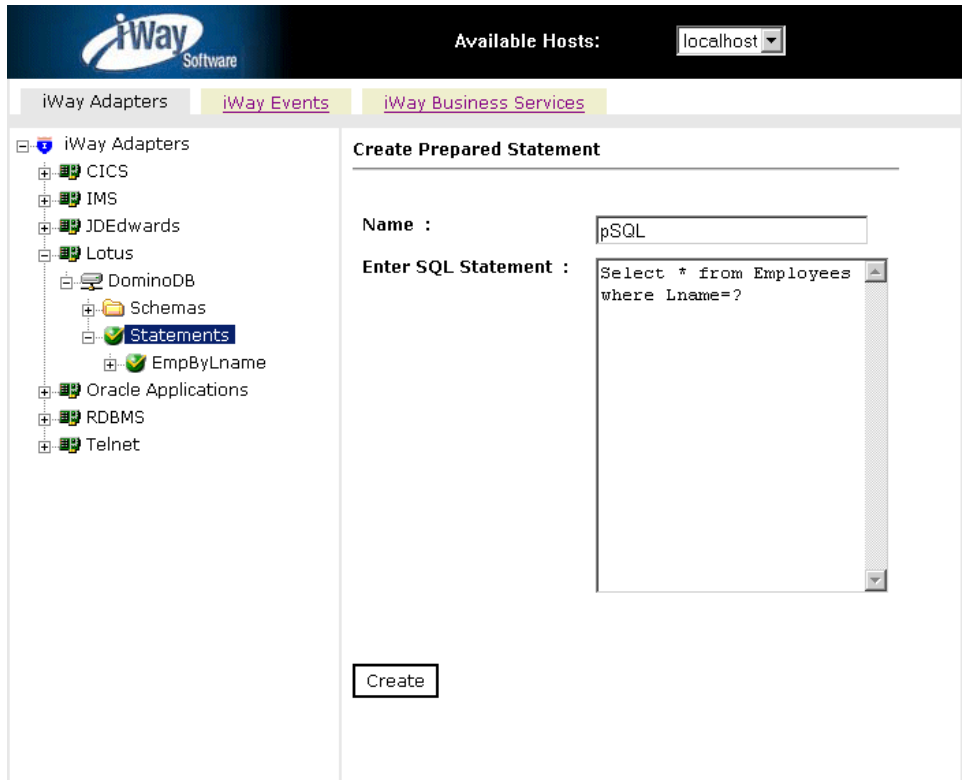 iWay
Software
Available Hosts:
localhost
iWay Adapters
iWay Events
iWay Business Services
iWay Adapters
CICS
IMS
JDEdwards
Lotus
DominoDB
Schemas
Statements
EmpByLname
Oracle Applications
RDBMS
Telnet
Create Prepared Statement
Name :
pSQL
Enter SQL Statement :
Select * from Employees
where Lname=?
Create